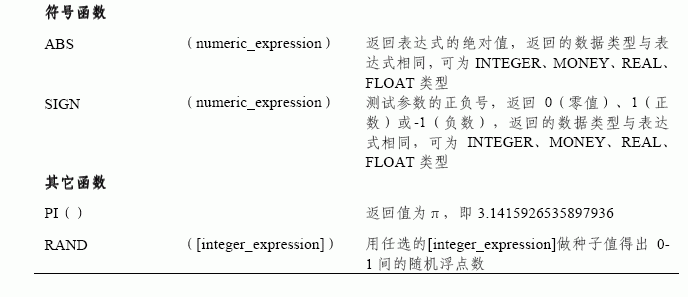 符号函数
ABS （numeric_expression） 返回表达式的绝对值，返回的数据类型与表
达式相同，可为 INTEGER、MONEY、REAL、
FLOAT 类型
SIGN （numeric_expression） 测试参数的正负号，返回 0（零值）、1（正
数）或-1（负数），返回的数据类型与表达
式相同，可为 INTEGER、MONEY、REAL、
FLOAT 类型
其它函数
PI（） 返回值为π，即 3.1415926535897936
RAND （[integer_expression]） 用任选的[integer_expression]做种子值得出 0-
1 间的随机浮点数